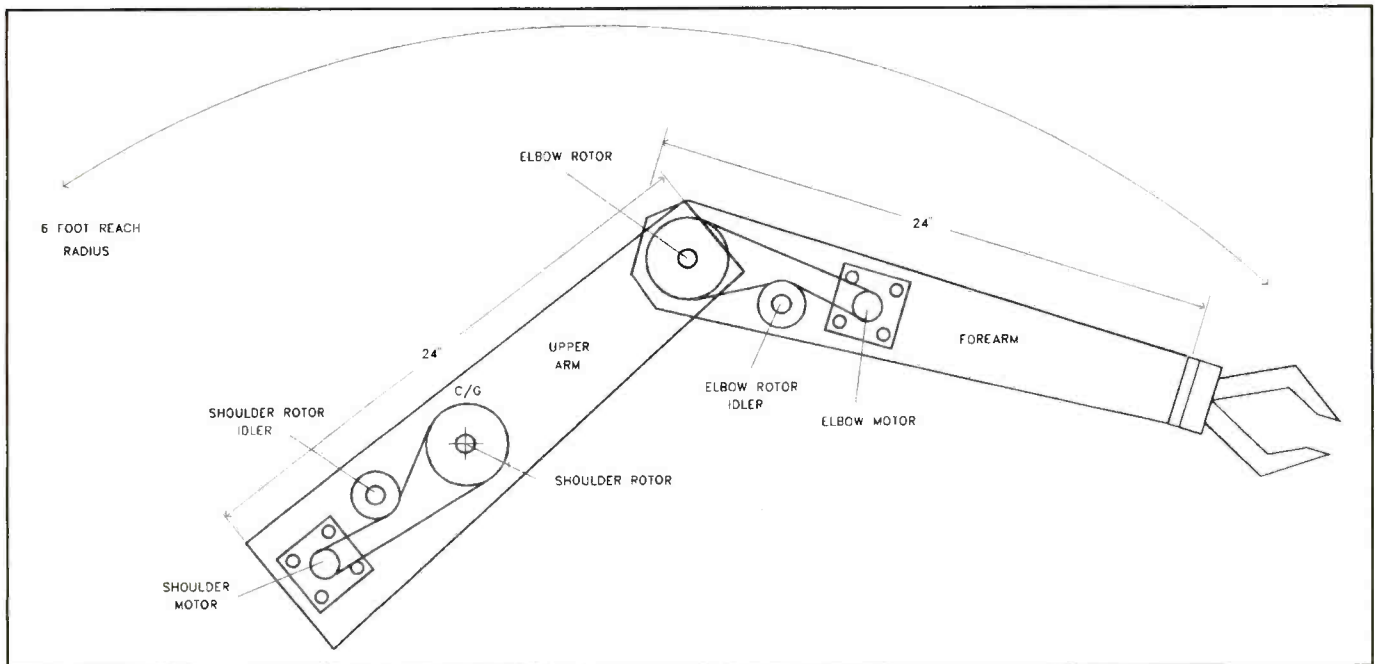 ELBOW ROTOR
6 FOOT REACH
RADIUS
24"
24"
UPPER
ARM
FOREARM
C/G
SHOULDER ROTOR
IDLER
ELBOW ROTOR
IDLER
ELBOW MOTOR
SHOULDER ROTOR
SHOULDER
MOTOR